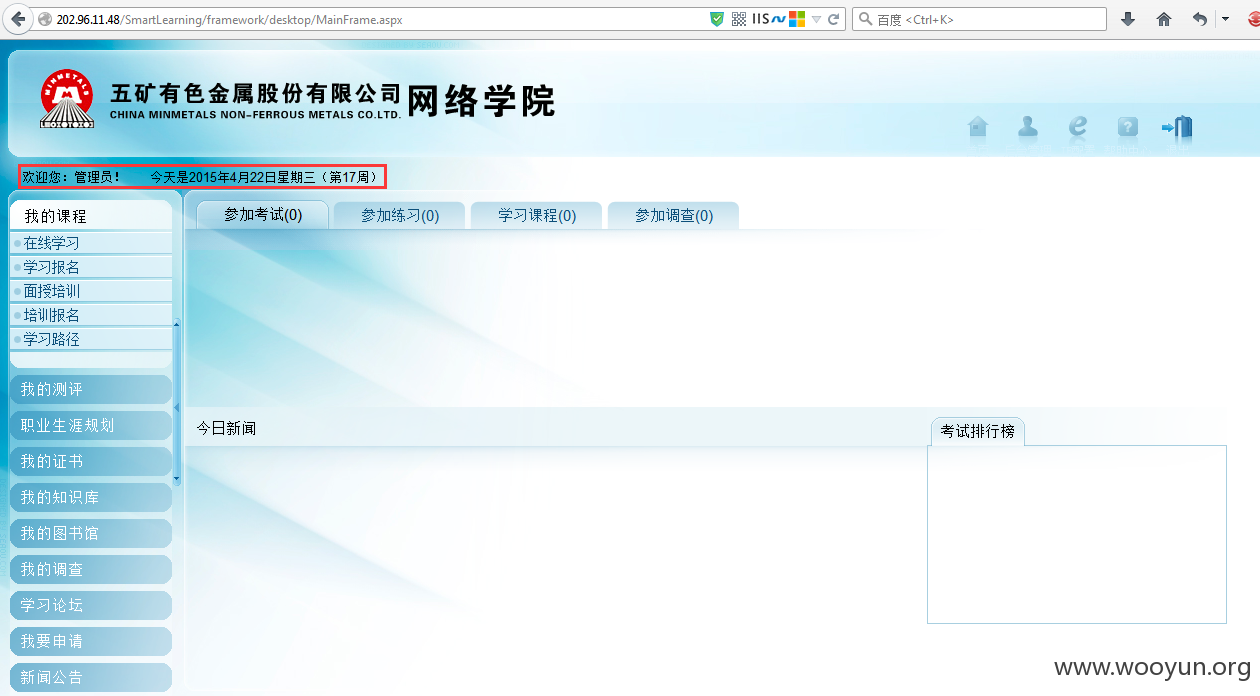 202.96.11.48/SmartLearning/framework/desktop/MainFrame.aspx
IIS
百度 <Ctrl+K>
MINMETALS
五矿有色金属股份有限公司网络学院
CHINA MINMETALS NON-FERROUS METALS CO.LTD.
欢迎您：管理员！ 今天是2015年4月22日星期三（第17周）
我的课程
参加考试(0)
参加练习(0)
学习课程(0)
参加调查(0)
在线学习
学习报名
面授培训
培训报名
学习路径
我的测评
职业生涯规划
我的证书
我的知识库
我的图书馆
我的调查
学习论坛
我要申请
新闻公告
今日新闻
考试排行榜
www.wooyun.org